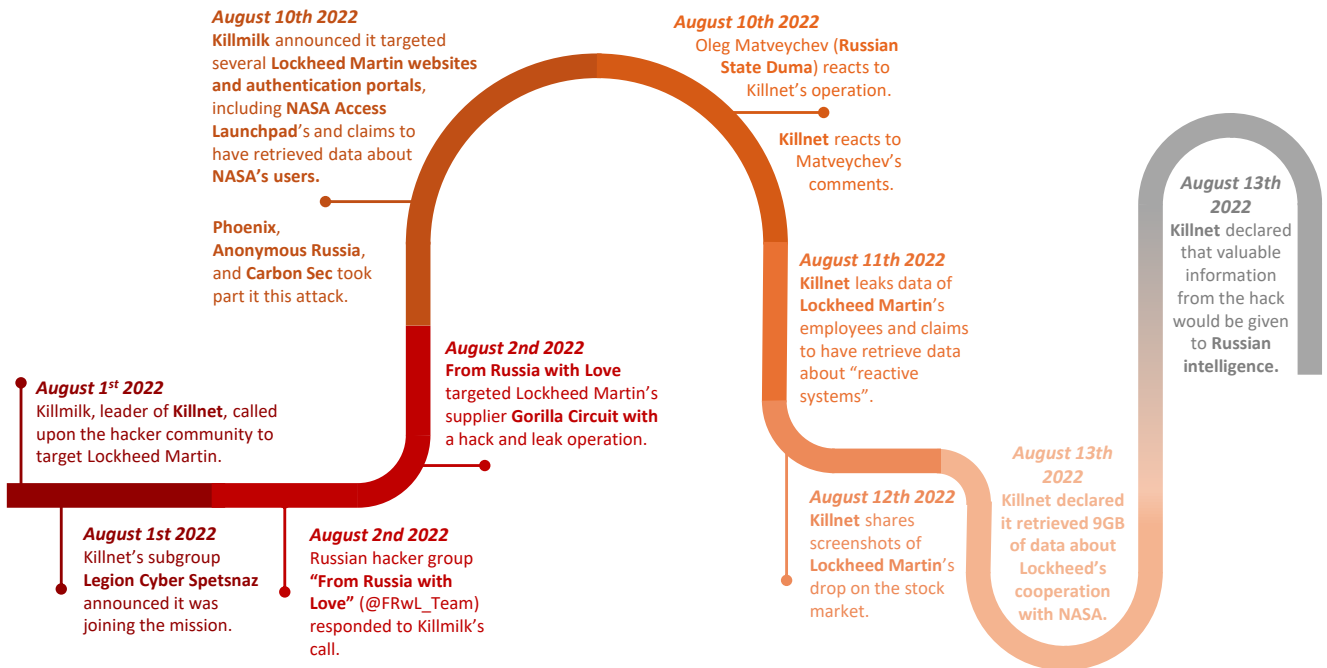 August 1st 2022
Killmilk, leader of Killnet, called
upon the hacker community to
target Lockheed Martin.
August 1st 2022
Killnet’s subgroup
Legion Cyber Spetsnaz
announced it was
joining the mission.
August 2nd 2022
Russian hacker group
“From Russia with
Love” (@FRwL_Team)
responded to Killmilk’s
call.
August 2nd 2022
From Russia with Love
targeted Lockheed Martin’s
supplier Gorilla Circuit with
a hack and leak operation.
August 10th 2022
Killmilk announced it targeted
several Lockheed Martin websites
and authentication portals,
including NASA Access
Launchpad’s and claims to
have retrieved data about
NASA’s users.
Phoenix,
Anonymous Russia,
and Carbon Sec took
part it this attack.
August 10th 2022
Oleg Matveychev (Russian
State Duma) reacts to
Killnet’s operation.
Killnet reacts to
Matveychev’s
comments.
August 11th 2022
Killnet leaks data of
Lockheed Martin’s
employees and claims
to have retrieve data
about “reactive
systems”.
August 12th 2022
Killnet shares
screenshots of
Lockheed Martin’s
drop on the stock
market.
August 13th
2022
Killnet declared
it retrieved 9GB
of data about
Lockheed’s
cooperation
with NASA.
August 13th
2022
Killnet declared
that valuable
information
from the hack
would be given
to Russian
intelligence.